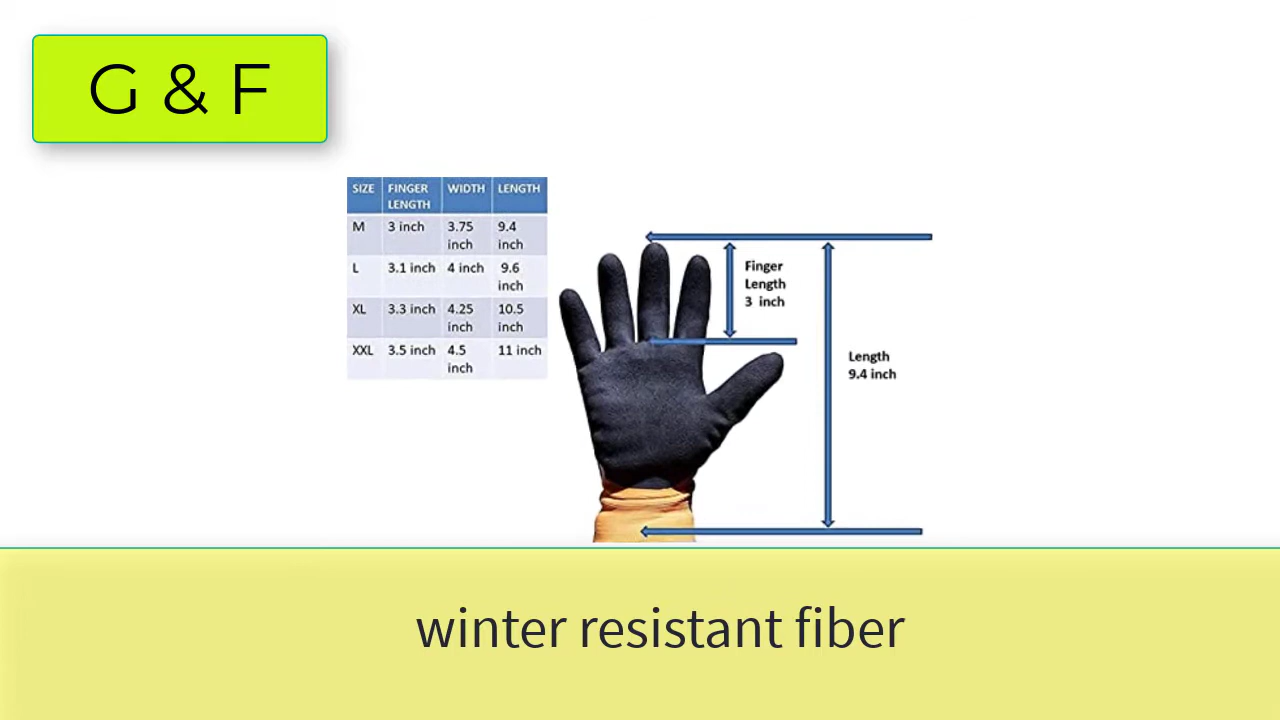 G & F
SIZE FINGER LENGTH WIDTH LENGTH
M 3 inch 3.75 inch 9.4 inch
L 3.1 inch 4 inch 9.6 inch
XL 3.3 inch 4.25 inch 10.5 inch
XXL 3.5 inch 4.5 inch 11 inch
Finger
Length
3 inch
Length
9.4 inch
winter resistant fiber